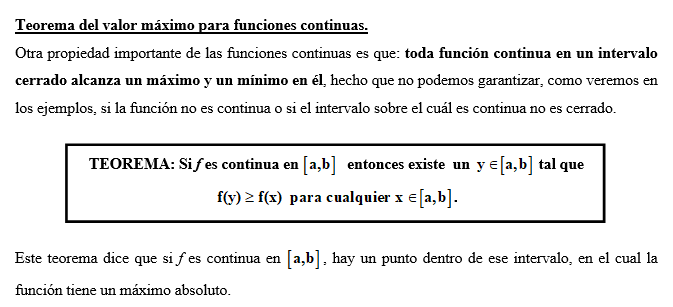 Teorema del valor máximo para funciones continuas.
Otra propiedad importante de las funciones continuas es que: toda función continua en un intervalo
cerrado alcanza un máximo y un mínimo en él, hecho que no podemos garantizar, como veremos en
los ejemplos, si la función no es continua o si el intervalo sobre el cuál es continua no es cerrado.
TEOREMA: Si f es continua en [a,b] entonces existe un y ∈[a,b] tal que
f(y) ≥ f(x) para cualquier x ∈[a,b].
Este teorema dice que si f es continua en [a,b], hay un punto dentro de ese intervalo, en el cual la
función tiene un máximo absoluto.